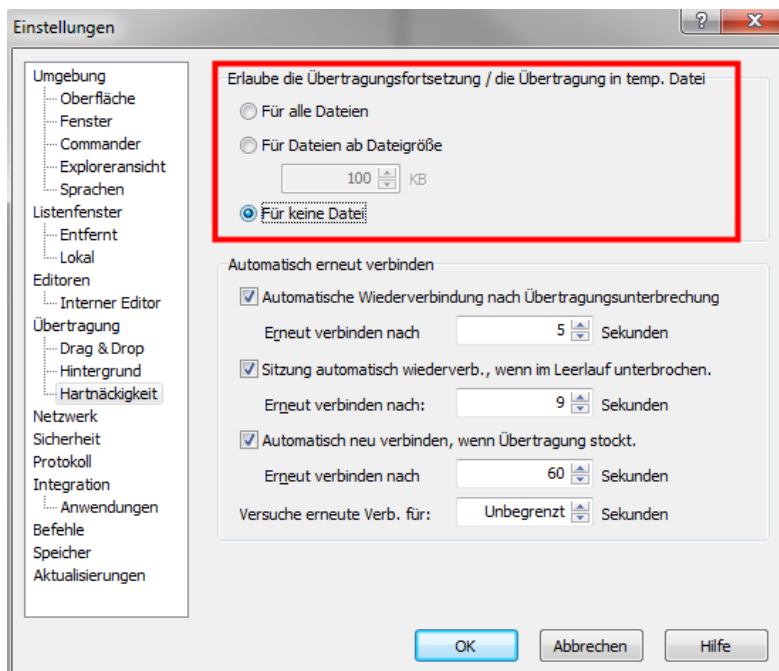 Einstellungen
?
X
Umgebung
Oberfläche
Fenster
Commander
Exploreransicht
Sprachen
Listenfenster
Entfernt
Lokal
Editoren
Interner Editor
Übertragung
Drag & Drop
Hintergrund
Hartnäckigkeit
Netzwerk
Sicherheit
Protokoll
Integration
Anwendungen
Befehle
Speicher
Aktualisierungen
Erlaube die Übertragungsfortsetzung / die Übertragung in temp. Datei
Für alle Dateien
Für Dateien ab Dateigröße
100 KB
Für keine Datei
Automatisch erneut verbinden
Automatische Wiederverbindung nach Übertragungsunterbrechung
Erneut verbinden nach 5 Sekunden
Sitzung automatisch wiederverb., wenn im Leerlauf unterbrochen.
Erneut verbinden nach: 9 Sekunden
Automatisch neu verbinden, wenn Übertragung stockt.
Erneut verbinden nach 60 Sekunden
Versuche erneute Verb. für: Unbegrenzt Sekunden
OK Abbrechen Hilfe